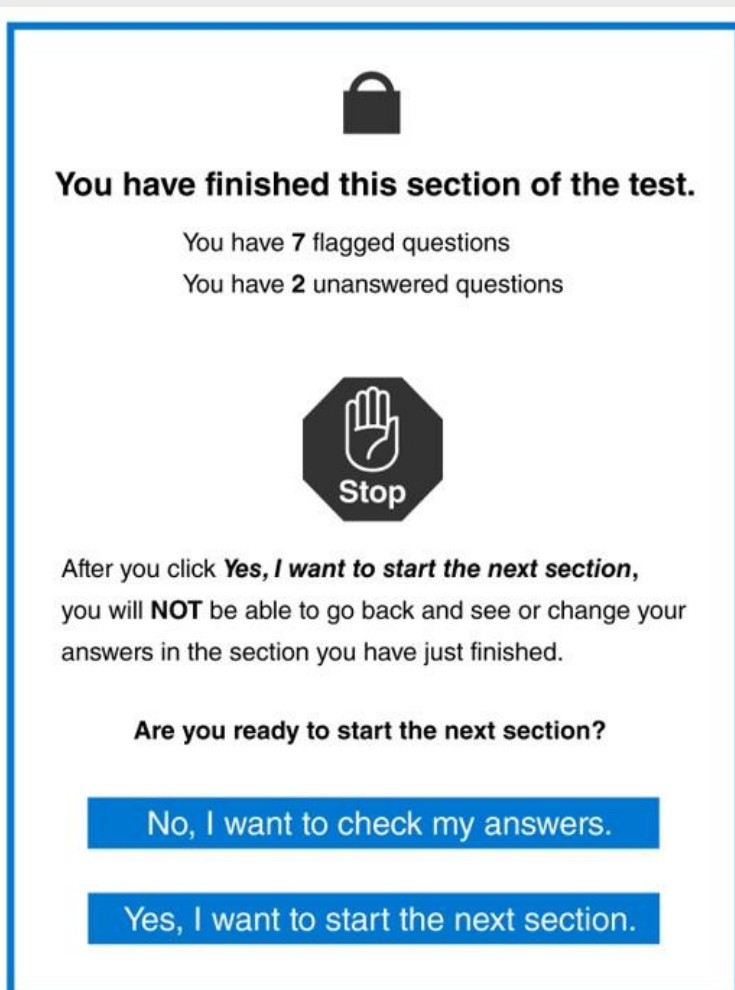 You have finished this section of the test.
You have 7 flagged questions
You have 2 unanswered questions
Stop
After you click Yes, I want to start the next section,
you will NOT be able to go back and see or change your
answers in the section you have just finished.
Are you ready to start the next section?
No, I want to check my answers.
Yes, I want to start the next section.